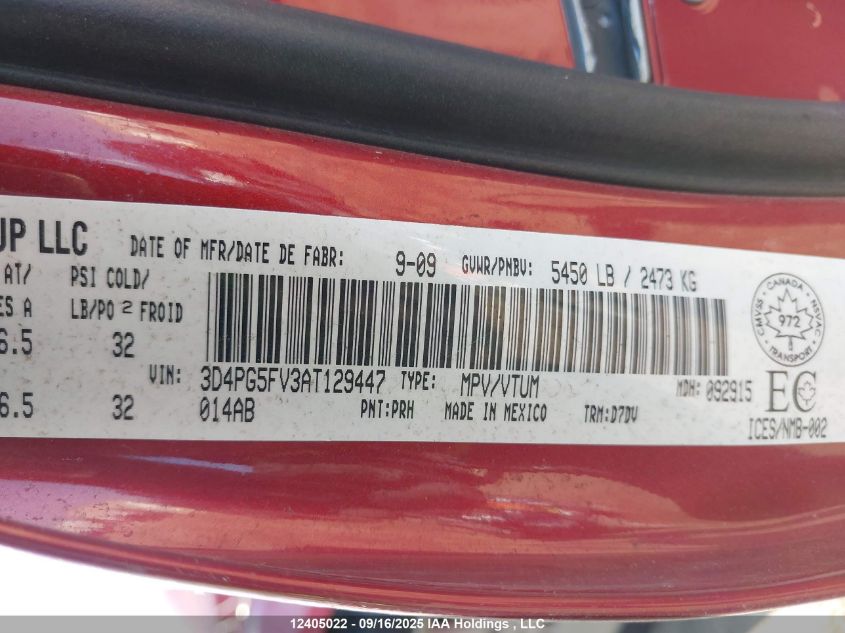 UP LLC DATE OF MFR/DATE DE FABR: 9-09 GVWR/PNBV: 5450 LB / 2473 KG
AT/ PSI COLD/
ES A LB/PO 2 FROID
6.5 32
VIN: 3D4PG5FV3AT129447 TYPE: MPV/VTUM MDH: 092915
6.5 32 014AB PNT:PRH MADE IN MEXICO TRM:D7DV
CANADA
CMVSS NSVAC
972
TRANSPORT
EC
ICES/NMB-002
12405022 - 09/16/2025 IAA Holdings , LLC